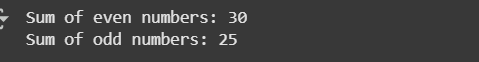 Sum of even numbers: 30
Sum of odd numbers: 25